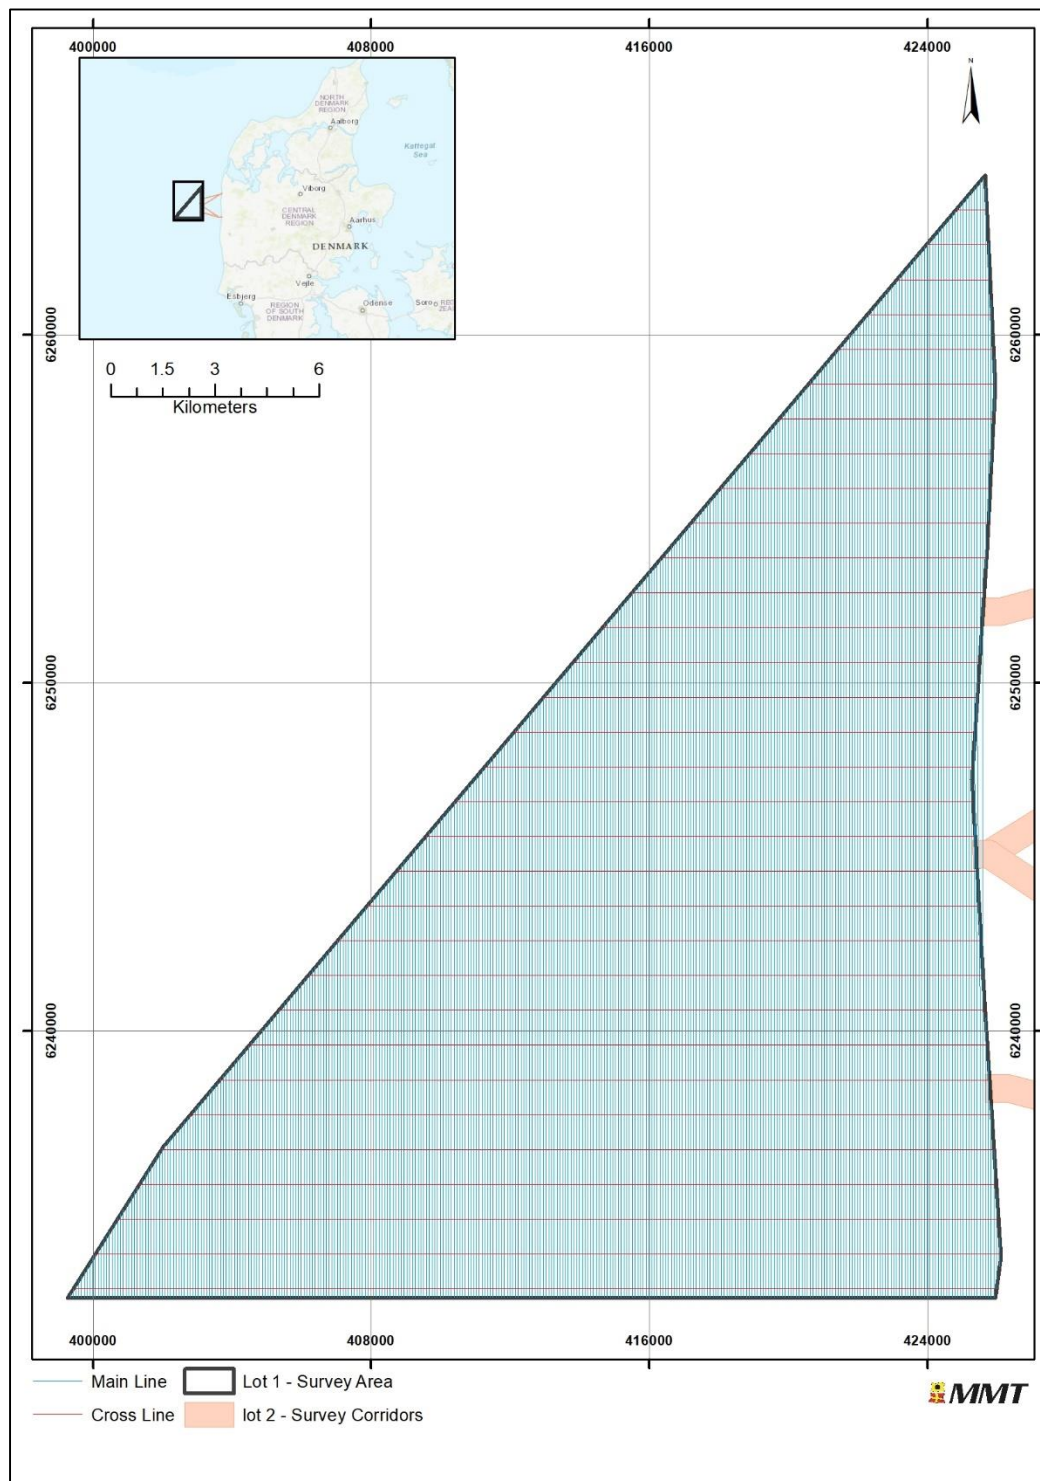 400000 408000 416000 424000
N
NORTH
DENMARK
REGION
Aalborg
Kattegat
Sea
Viborg
CENTRAL
DENMARK
REGION
Aarhus
DENMARK
Vejle
Esbjerg
REGION
OF SOUTH
DENMARK
Odense
Sorø
0 1.5 3 6
Kilometers
6260000 6260000
6250000 6250000
6240000 6240000
400000 408000 416000 424000
Main Line Lot 1 - Survey Area
Cross Line lot 2 - Survey Corridors
MMT